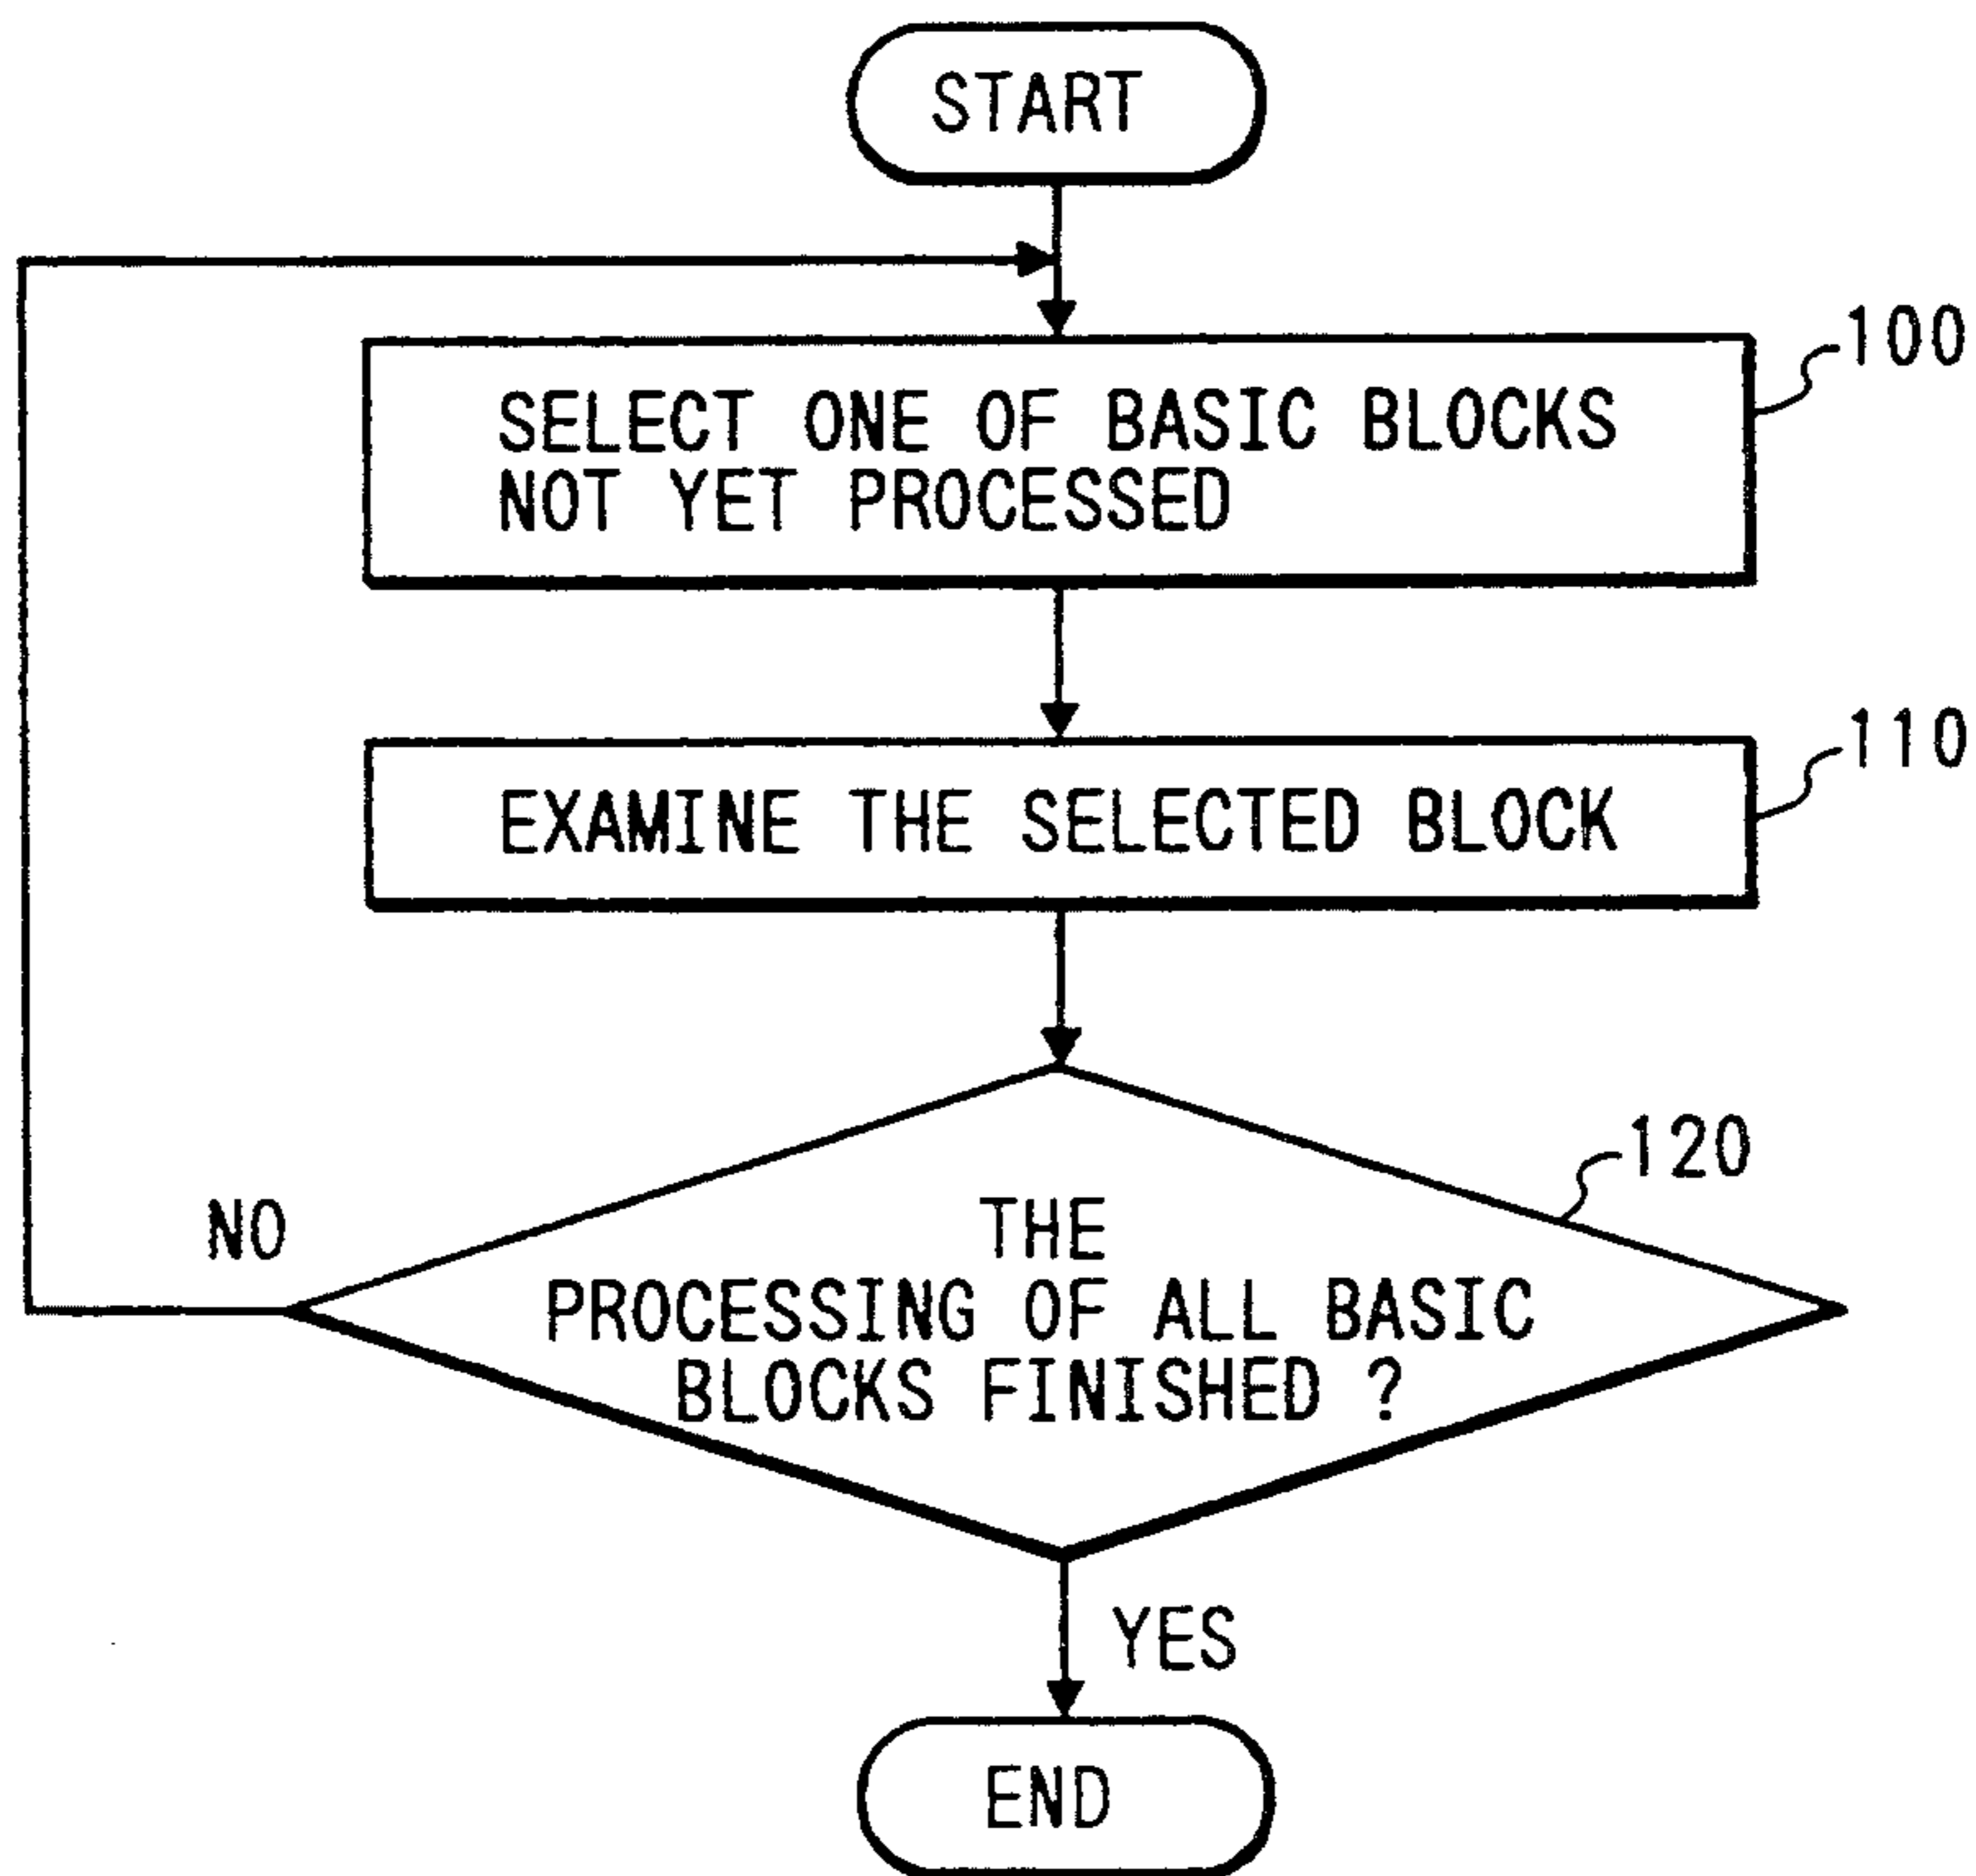 START
100
SELECT ONE OF BASIC BLOCKS
NOT YET PROCESSED
110
EXAMINE THE SELECTED BLOCK
120
NO
THE
PROCESSING OF ALL BASIC
BLOCKS FINISHED ?
YES
END